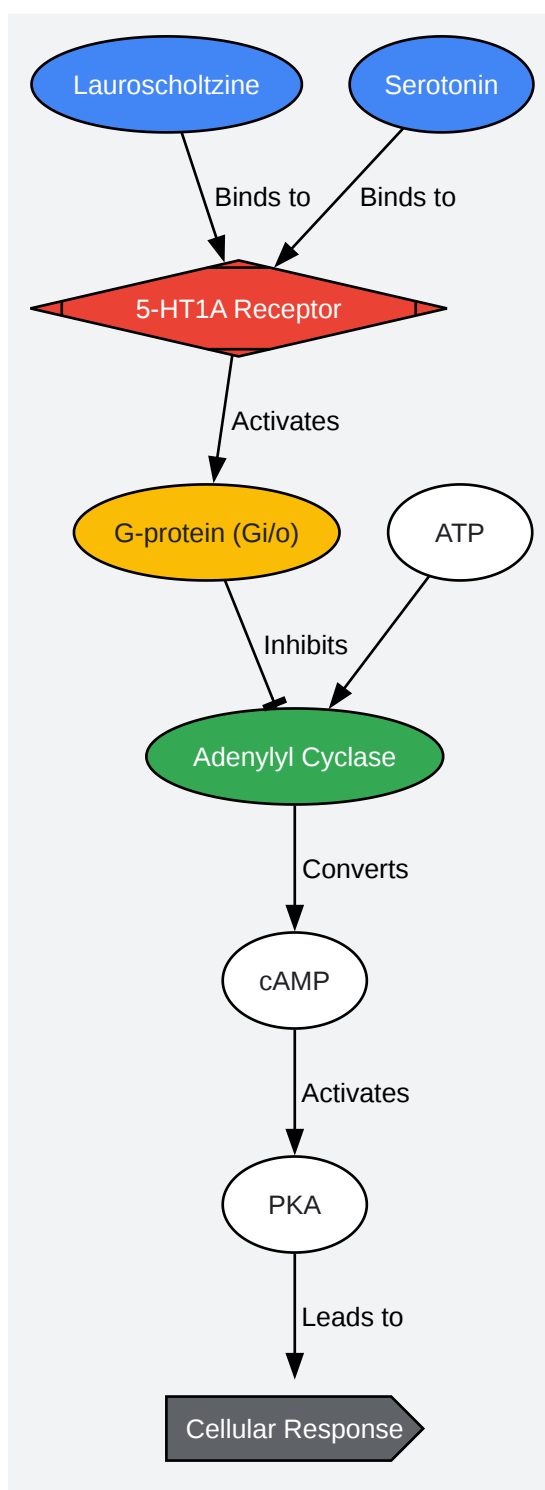 Lauroscholtzine
Serotonin
Binds to
Binds to
5-HT1A Receptor
Activates
G-protein (Gi/o)
ATP
Inhibits
Adenylyl Cyclase
Converts
cAMP
Activates
PKA
Leads to
Cellular Response